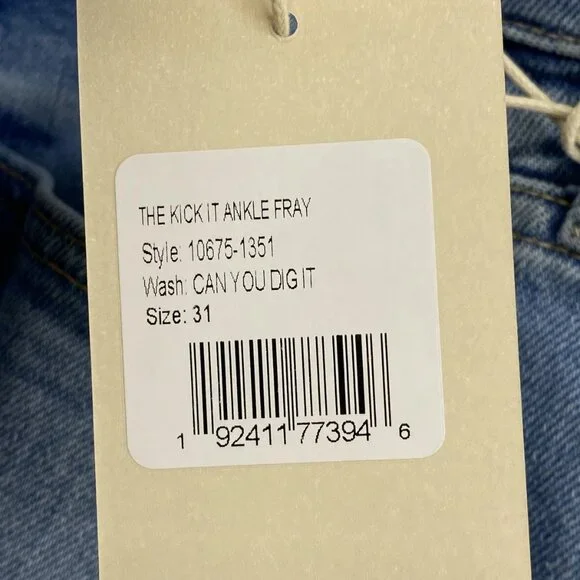 THE KICK IT ANKLE FRAY
Style: 10675-1351
Wash: CAN YOU DIG IT
Size: 31
1 92411 77394 6